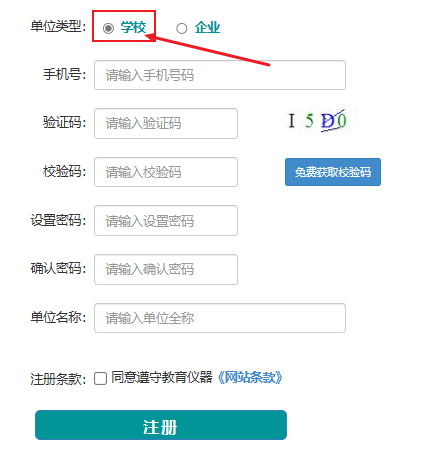 单位类型： 学校 企业
手机号： 请输入手机号码
验证码： 请输入验证码 I 5 D 0
校验码： 请输入校验码 免费获取校验码
设置密码： 请输入设置密码
确认密码： 请输入确认密码
单位名称： 请输入单位全称
注册条款： 同意遵守教育仪器《网站条款》
注册